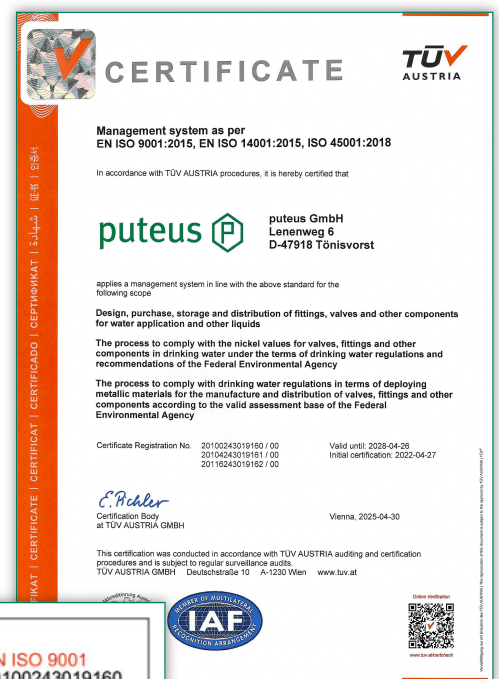 CERTIFICATE
TÜV
AUSTRIA
Management system as per
EN ISO 9001:2015, EN ISO 14001:2015, ISO 45001:2018
In accordance with TÜV AUSTRIA procedures, it is hereby certified that
puteus P
puteus GmbH
Lenenweg 6
D-47918 Tönisvorst
applies a management system in line with the above standard for the
following scope
Design, purchase, storage and distribution of fittings, valves and other components
for water application and other liquids
The process to comply with the nickel values for valves, fittings and other
components in drinking water under the terms of drinking water regulations and
recommendations of the Federal Environmental Agency
The process to comply with drinking water regulations in terms of deploying
metallic materials for the manufacture and distribution of valves, fittings and other
components according to the valid assessment base of the Federal
Environmental Agency
Certificate Registration No. 20100243019160 / 00
20104243019161 / 00
20116243019162 / 00
Valid until: 2028-04-26
Initial certification: 2022-04-27
E. Pichler
Certification Body
at TÜV AUSTRIA GMBH
Vienna, 2025-04-30
This certification was conducted in accordance with TÜV AUSTRIA auditing and certification
procedures and is subject to regular surveillance audits.
TÜV AUSTRIA GMBH Deutschstraße 10 A-1230 Wien www.tuv.at
MEMBER OF MULTILATERAL
IAF
RECOGNITION ARRANGEMENT
Online Verification
www.tuv.at/certcheck
FIKAT | CERTIFICATE | CERTIFICAT | CERTIFICADO | СЕРТИФИКАТ | شهادة | 证书 | 인증서
N ISO 9001